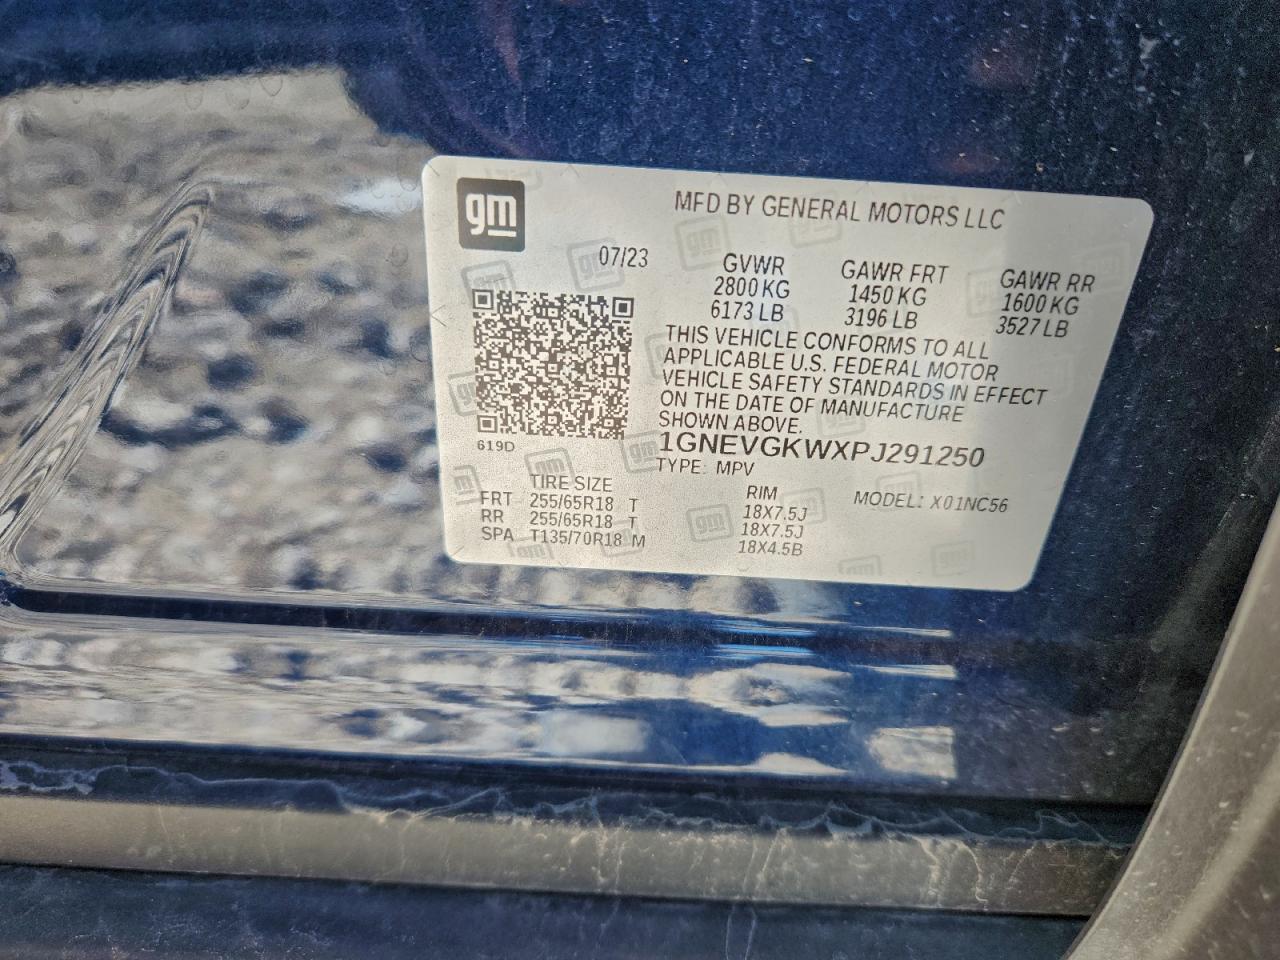 gm
MFD BY GENERAL MOTORS LLC
07/23 GVWR GAWR FRT GAWR RR
2800 KG 1450 KG 1600 KG
6173 LB 3196 LB 3527 LB
THIS VEHICLE CONFORMS TO ALL
APPLICABLE U.S. FEDERAL MOTOR
VEHICLE SAFETY STANDARDS IN EFFECT
ON THE DATE OF MANUFACTURE
SHOWN ABOVE.
619D
1GNEVGKWXPJ291250
TYPE: MPV
TIRE SIZE RIM MODEL: X01NC56
FRT 255/65R18 T 18X7.5J
RR 255/65R18 T 18X7.5J
SPA T135/70R18 M 18X4.5B